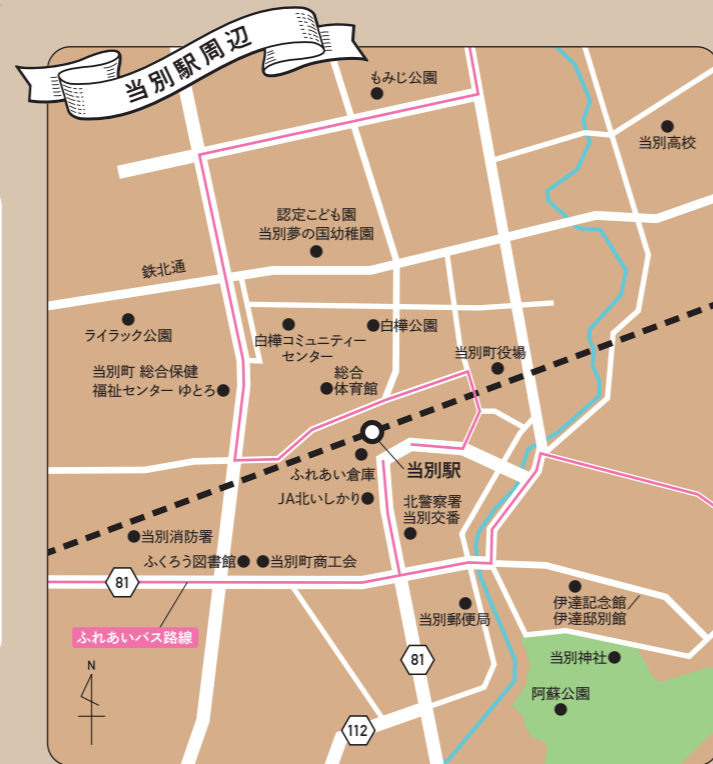 当別駅周辺
もみじ公園
当別高校
認定こども園
当別夢の国幼稚園
鉄北通
ライラック公園
白樺コミュニティー
センター
白樺公園
当別町役場
当別町 総合保健
福祉センター ゆとろ
総合
体育館
当別駅
ふれあい倉庫
JA北いしかり
北警察署
当別交番
当別消防署
ふくろう図書館
当別町商工会
81
ふれあいバス路線
当別郵便局
伊達記念館
伊達邸別館
81
当別神社
阿蘇公園
N
112